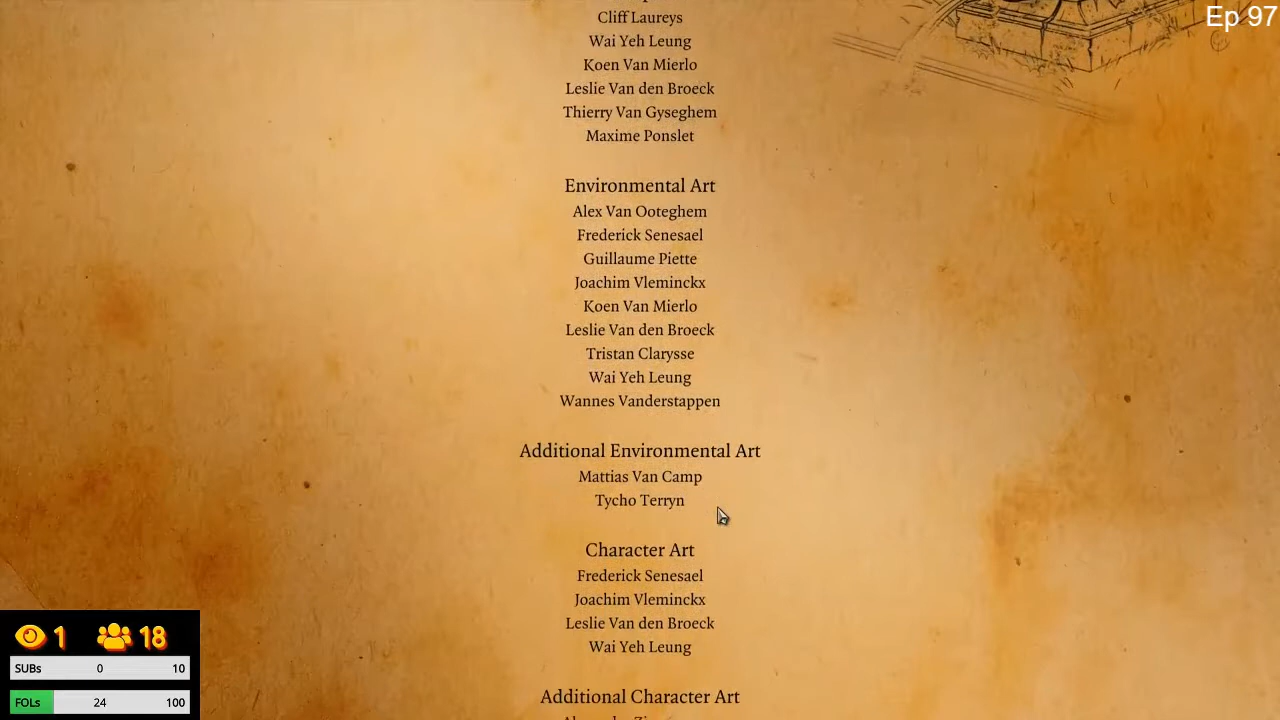 Ep 97
Cliff Laureys
Wai Yeh Leung
Koen Van Mierlo
Leslie Van den Broeck
Thierry Van Gyseghem
Maxime Ponslet
Environmental Art
Alex Van Ooteghem
Frederick Senesael
Guillaume Piette
Joachim Vleminckx
Koen Van Mierlo
Leslie Van den Broeck
Tristan Clarysse
Wai Yeh Leung
Wannes Vanderstappen
Additional Environmental Art
Mattias Van Camp
Tycho Terryn
Character Art
Frederick Senesael
Joachim Vleminckx
Leslie Van den Broeck
Wai Yeh Leung
Additional Character Art
1 18
SUBs 0 10
FOLs 24 100